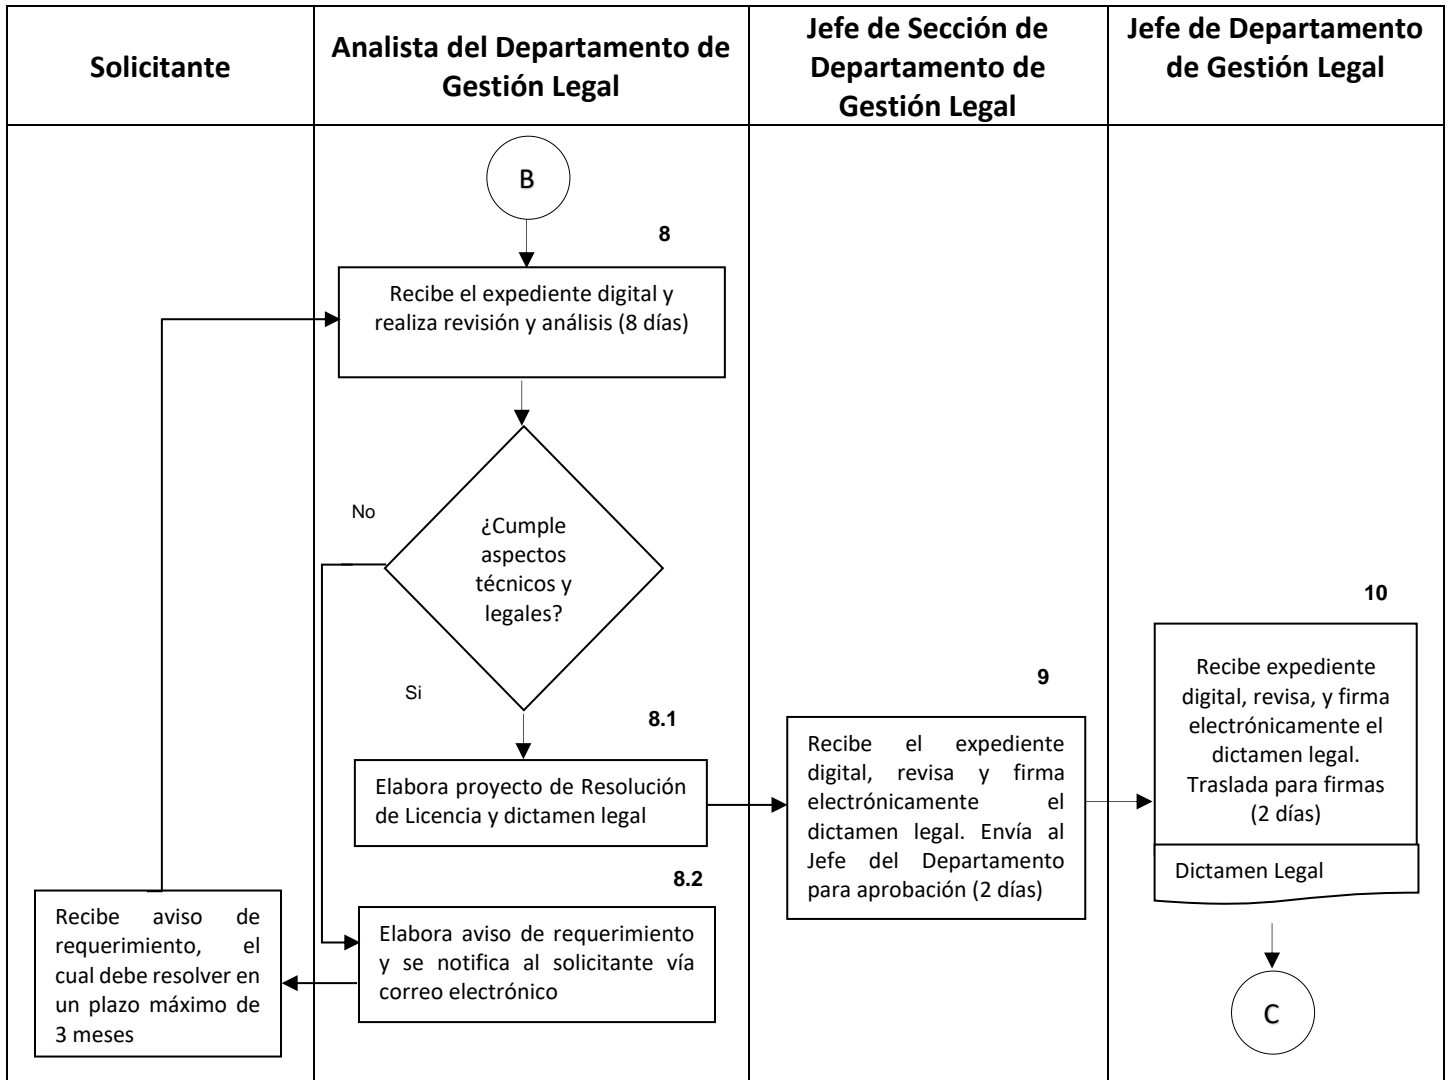 Solicitante
Analista del Departamento de
Gestión Legal
Jefe de Sección de
Departamento de
Gestión Legal
Jefe de Departamento
de Gestión Legal
B
8
Recibe el expediente digital y
realiza revisión y análisis (8 días)
No
¿Cumple
aspectos
técnicos y
legales?
Si
8.1
Elabora proyecto de Resolución
de Licencia y dictamen legal
8.2
Elabora aviso de requerimiento
y se notifica al solicitante vía
correo electrónico
Recibe aviso de
requerimiento, el
cual debe resolver en
un plazo máximo de
3 meses
9
Recibe el expediente
digital, revisa y firma
electrónicamente el
dictamen legal. Envía al
Jefe del Departamento
para aprobación (2 días)
10
Recibe expediente
digital, revisa, y firma
electrónicamente el
dictamen legal.
Traslada para firmas
(2 días)
Dictamen Legal
C